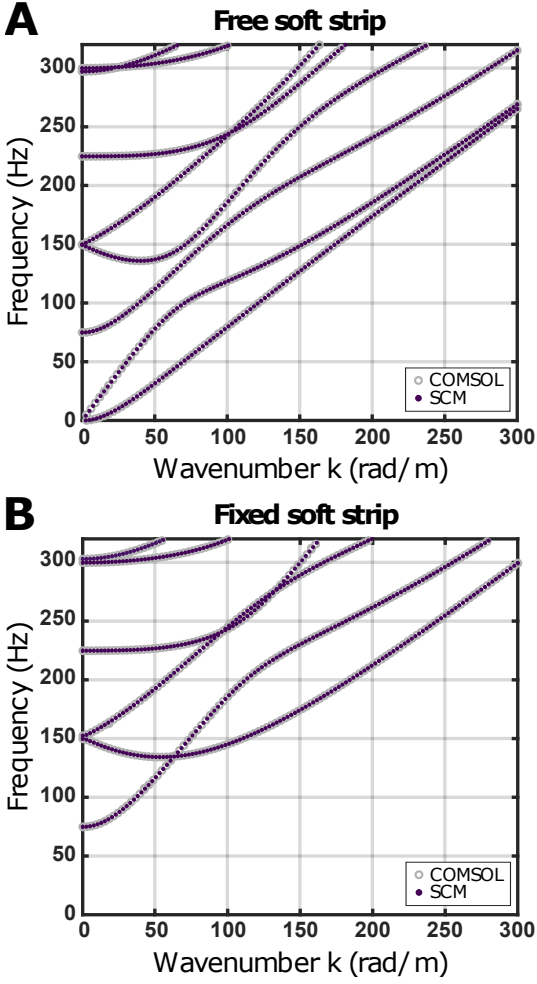 A
Free soft strip
Frequency (Hz)
300
250
200
150
100
50
0
COMSOL
SCM
0 50 100 150 200 250 300
Wavenumber k (rad/m)
B
Fixed soft strip
Frequency (Hz)
300
250
200
150
100
50
0
COMSOL
SCM
0 50 100 150 200 250 300
Wavenumber k (rad/m)